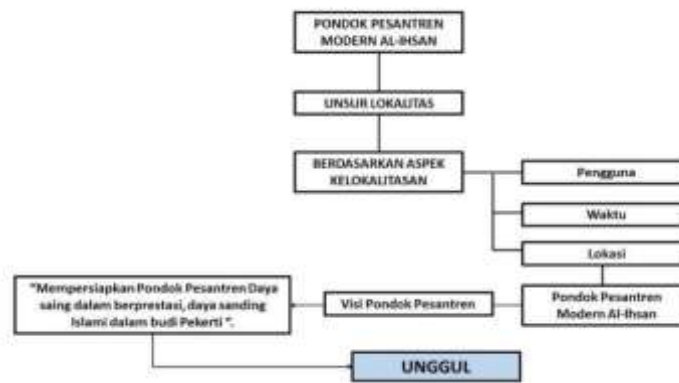 PONDOK PESANTREN
MODERN AL-IHSAN
UNSUR LOKALITAS
BERDASARKAN ASPEK
KELOKALITASAN
Pengguna
Waktu
Lokasi
Pondok Pesantren
Modern Al-Ihsan
Visi Pondok Pesantren
"Mempersiapkan Pondok Pesantren Daya
saing dalam berprestasi, daya sanding
Islami dalam budi Pekerti ".
UNGGUL